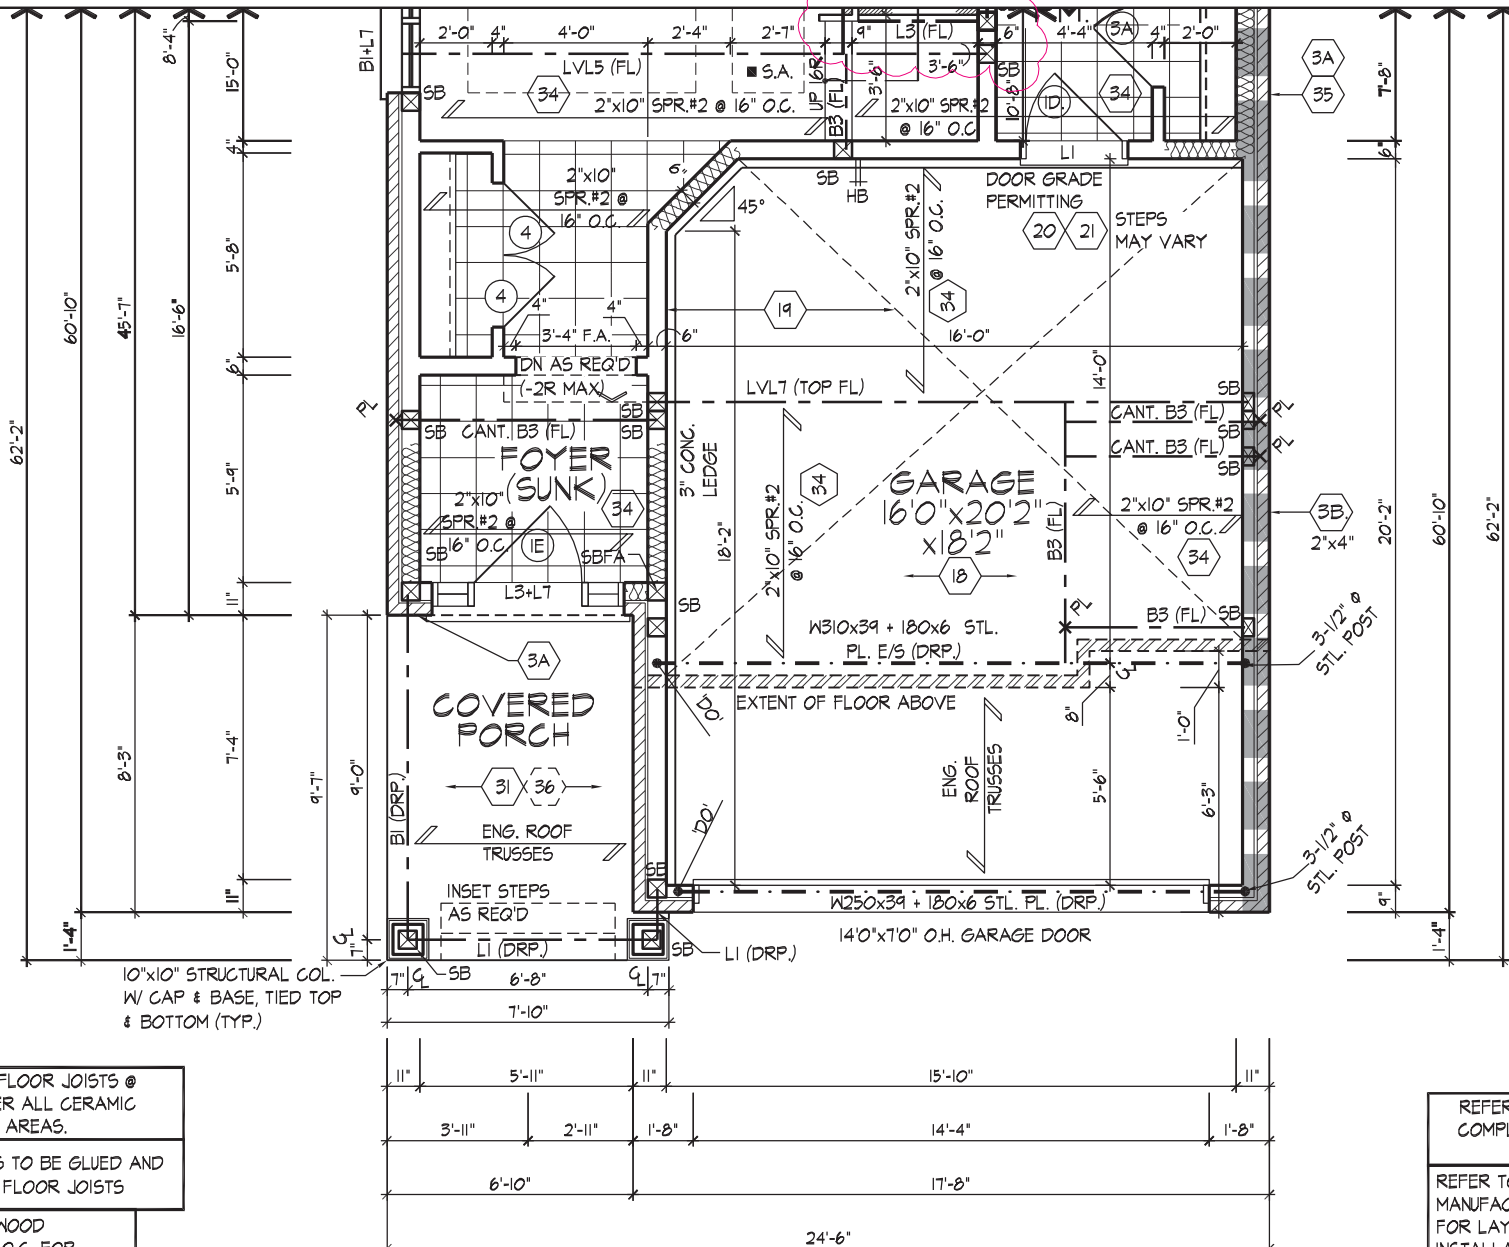 2'-0" 4" 4'-0" 2'-4" 2'-7" 9" L3 (FL) 6" 4'-4" 3A 4" 2'-0"
8'-4"
15'-0"
B1+L7
LVL5 (FL)
S.A.
UP 6R
3'-6"
3'-6"
SB
SB
34
2"x10" SPR.#2 @ 16" O.C.
B3 (FL)
2"x10" SPR.#2
@ 16" O.C.
10'-8"
1D.
34
3A
35
7'-8"
4"
L1
6"
2"x10"
SPR.#2 @
16" O.C.
6"
45°
SB
HB
DOOR GRADE
PERMITTING
20 21
STEPS
MAY VARY
2"x10" SPR.#2
@ 16" O.C.
34
4
4
5'-8"
60'-10"
45'-7"
16'-6"
19
4" 4"
3'-4" F.A.
6"
16'-0"
6"
DN AS REQ'D
(-2R MAX)
14'-0"
LVL7 (TOP FL)
62'-2"
PL
SB
SB
CANT. B3 (FL)
SB
SB
CANT. B3 (FL)
SB
PL
CANT. B3 (FL)
SB
PL
FOYER
(SUNK)
3" CONC.
LEDGE
34
2"x10" SPR.#2
@ 16" O.C.
GARAGE
16'0"x20'2"
x18'2"
18
5'-9"
2"x10"
SPR.#2 @
16" O.C.
34
1E
SB
SBFA
18'-2"
B3 (FL)
2"x10" SPR.#2
@ 16" O.C.
34
3B.
2"x4"
20'-2"
60'-10"
62'-2"
11"
L3+L7
SB
PL
B3 (FL) SB
W310x39 + 180x6 STL.
PL. E/S (DRP.)
3-1/2" Ø
STL. POST
3A
COVERED
PORCH
'DO'
EXTENT OF FLOOR ABOVE
3"
8"
1'-0"
7'-4"
8'-3"
9'-7"
9'-0"
31 36
B1 (DRP.)
ENG. ROOF
TRUSSES
'DO'
ENG.
ROOF
TRUSSES
5'-6"
6'-3"
3-1/2" Ø
STL. POST
SB
11"
INSET STEPS
AS REQ'D
W250x39 + 180x6 STL. PL. (DRP.)
9"
1'-4"
CL
7"
L1 (DRP.)
SB
L1 (DRP.)
14'0"x7'0" O.H. GARAGE DOOR
1'-4"
10"x10" STRUCTURAL COL.
W/ CAP & BASE, TIED TOP
& BOTTOM (TYP.)
7" CL SB 6'-8" CL 7"
7'-10"
11" 5'-11" 11" 15'-10" 11"
3'-11" 2'-11" 1'-8" 14'-4" 1'-8"
6'-10" 17'-8"
24'-6"
FLOOR JOISTS @
ER ALL CERAMIC
AREAS.
S TO BE GLUED AND
FLOOR JOISTS
WOOD
O.C. FOR
REFER
COMPL
REFER TO
MANUFAC
FOR LAY
INSTALLA